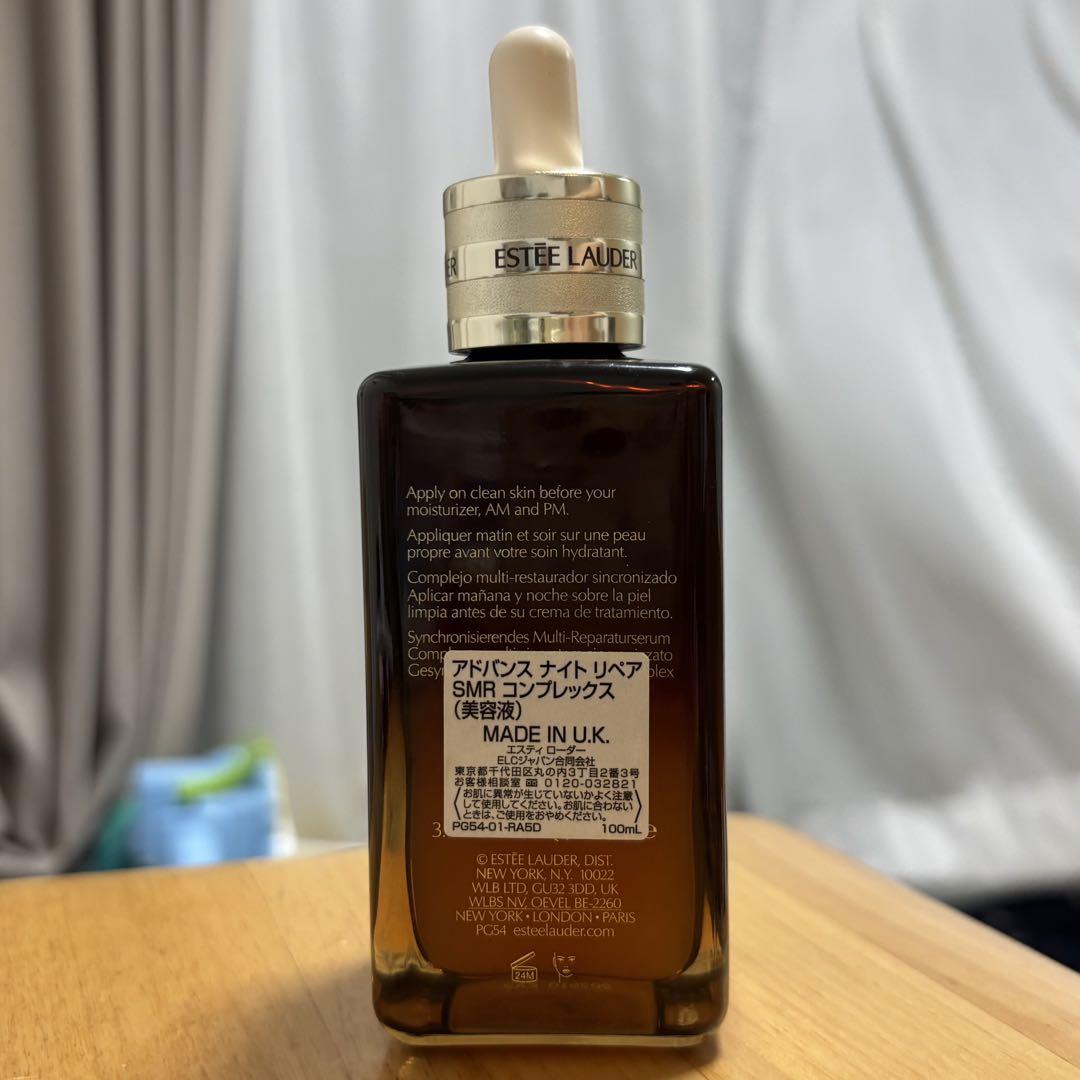 ESTĒE LAUDER
Apply on clean skin before your
moisturizer, AM and PM.
Appliquer matin et soir sur une peau
propre avant votre soin hydratant.
Complejo multi-restaurador sincronizado
Aplicar mañana y noche sobre la piel
limpia antes de su crema de tratamiento.
Synchronisierendes Multi-Reparaturserum
アドバンス ナイト リペア
SMR コンプレックス
(美容液)
MADE IN U.K.
エスティ ローダー
ELCジャパン合同会社
東京都千代田区丸の内3丁目2番3号
お客様相談室 0120-032821
〈お肌に異常が生じていないかよく注意
して使用してください。お肌に合わない
ときは、ご使用をおやめください。〉
PG54-01-RA5D 100mL
© ESTĒE LAUDER, DIST.
NEW YORK, N.Y. 10022
WLB LTD, GU32 3DD, UK
WLBS NV, OEVEL BE-2260
NEW YORK • LONDON • PARIS
PG54 esteelauder.com
24M